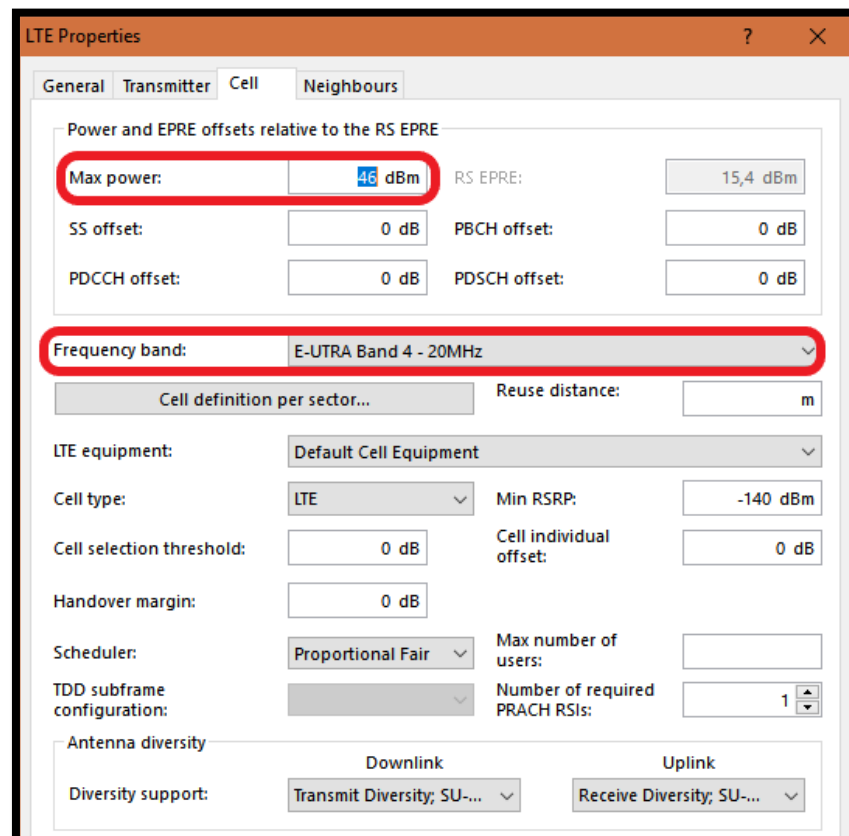 LTE Properties ?
General Transmitter Cell Neighbours
Power and EPRE offsets relative to the RS EPRE
Max power: 46 dBm RS EPRE: 15,4 dBm
SS offset: 0 dB PBCH offset: 0 dB
PDCCH offset: 0 dB PDSCH offset: 0 dB
Frequency band: E-UTRA Band 4 - 20MHz
Cell definition per sector... Reuse distance: m
LTE equipment: Default Cell Equipment
Cell type: LTE Min RSRP: -140 dBm
Cell selection threshold: 0 dB Cell individual
offset: 0 dB
Handover margin: 0 dB
Scheduler: Proportional Fair Max number of
users:
TDD subframe
configuration:
Number of required
PRACH RSIs: 1
Antenna diversity
Downlink Uplink
Diversity support: Transmit Diversity; SU-... Receive Diversity; SU-...